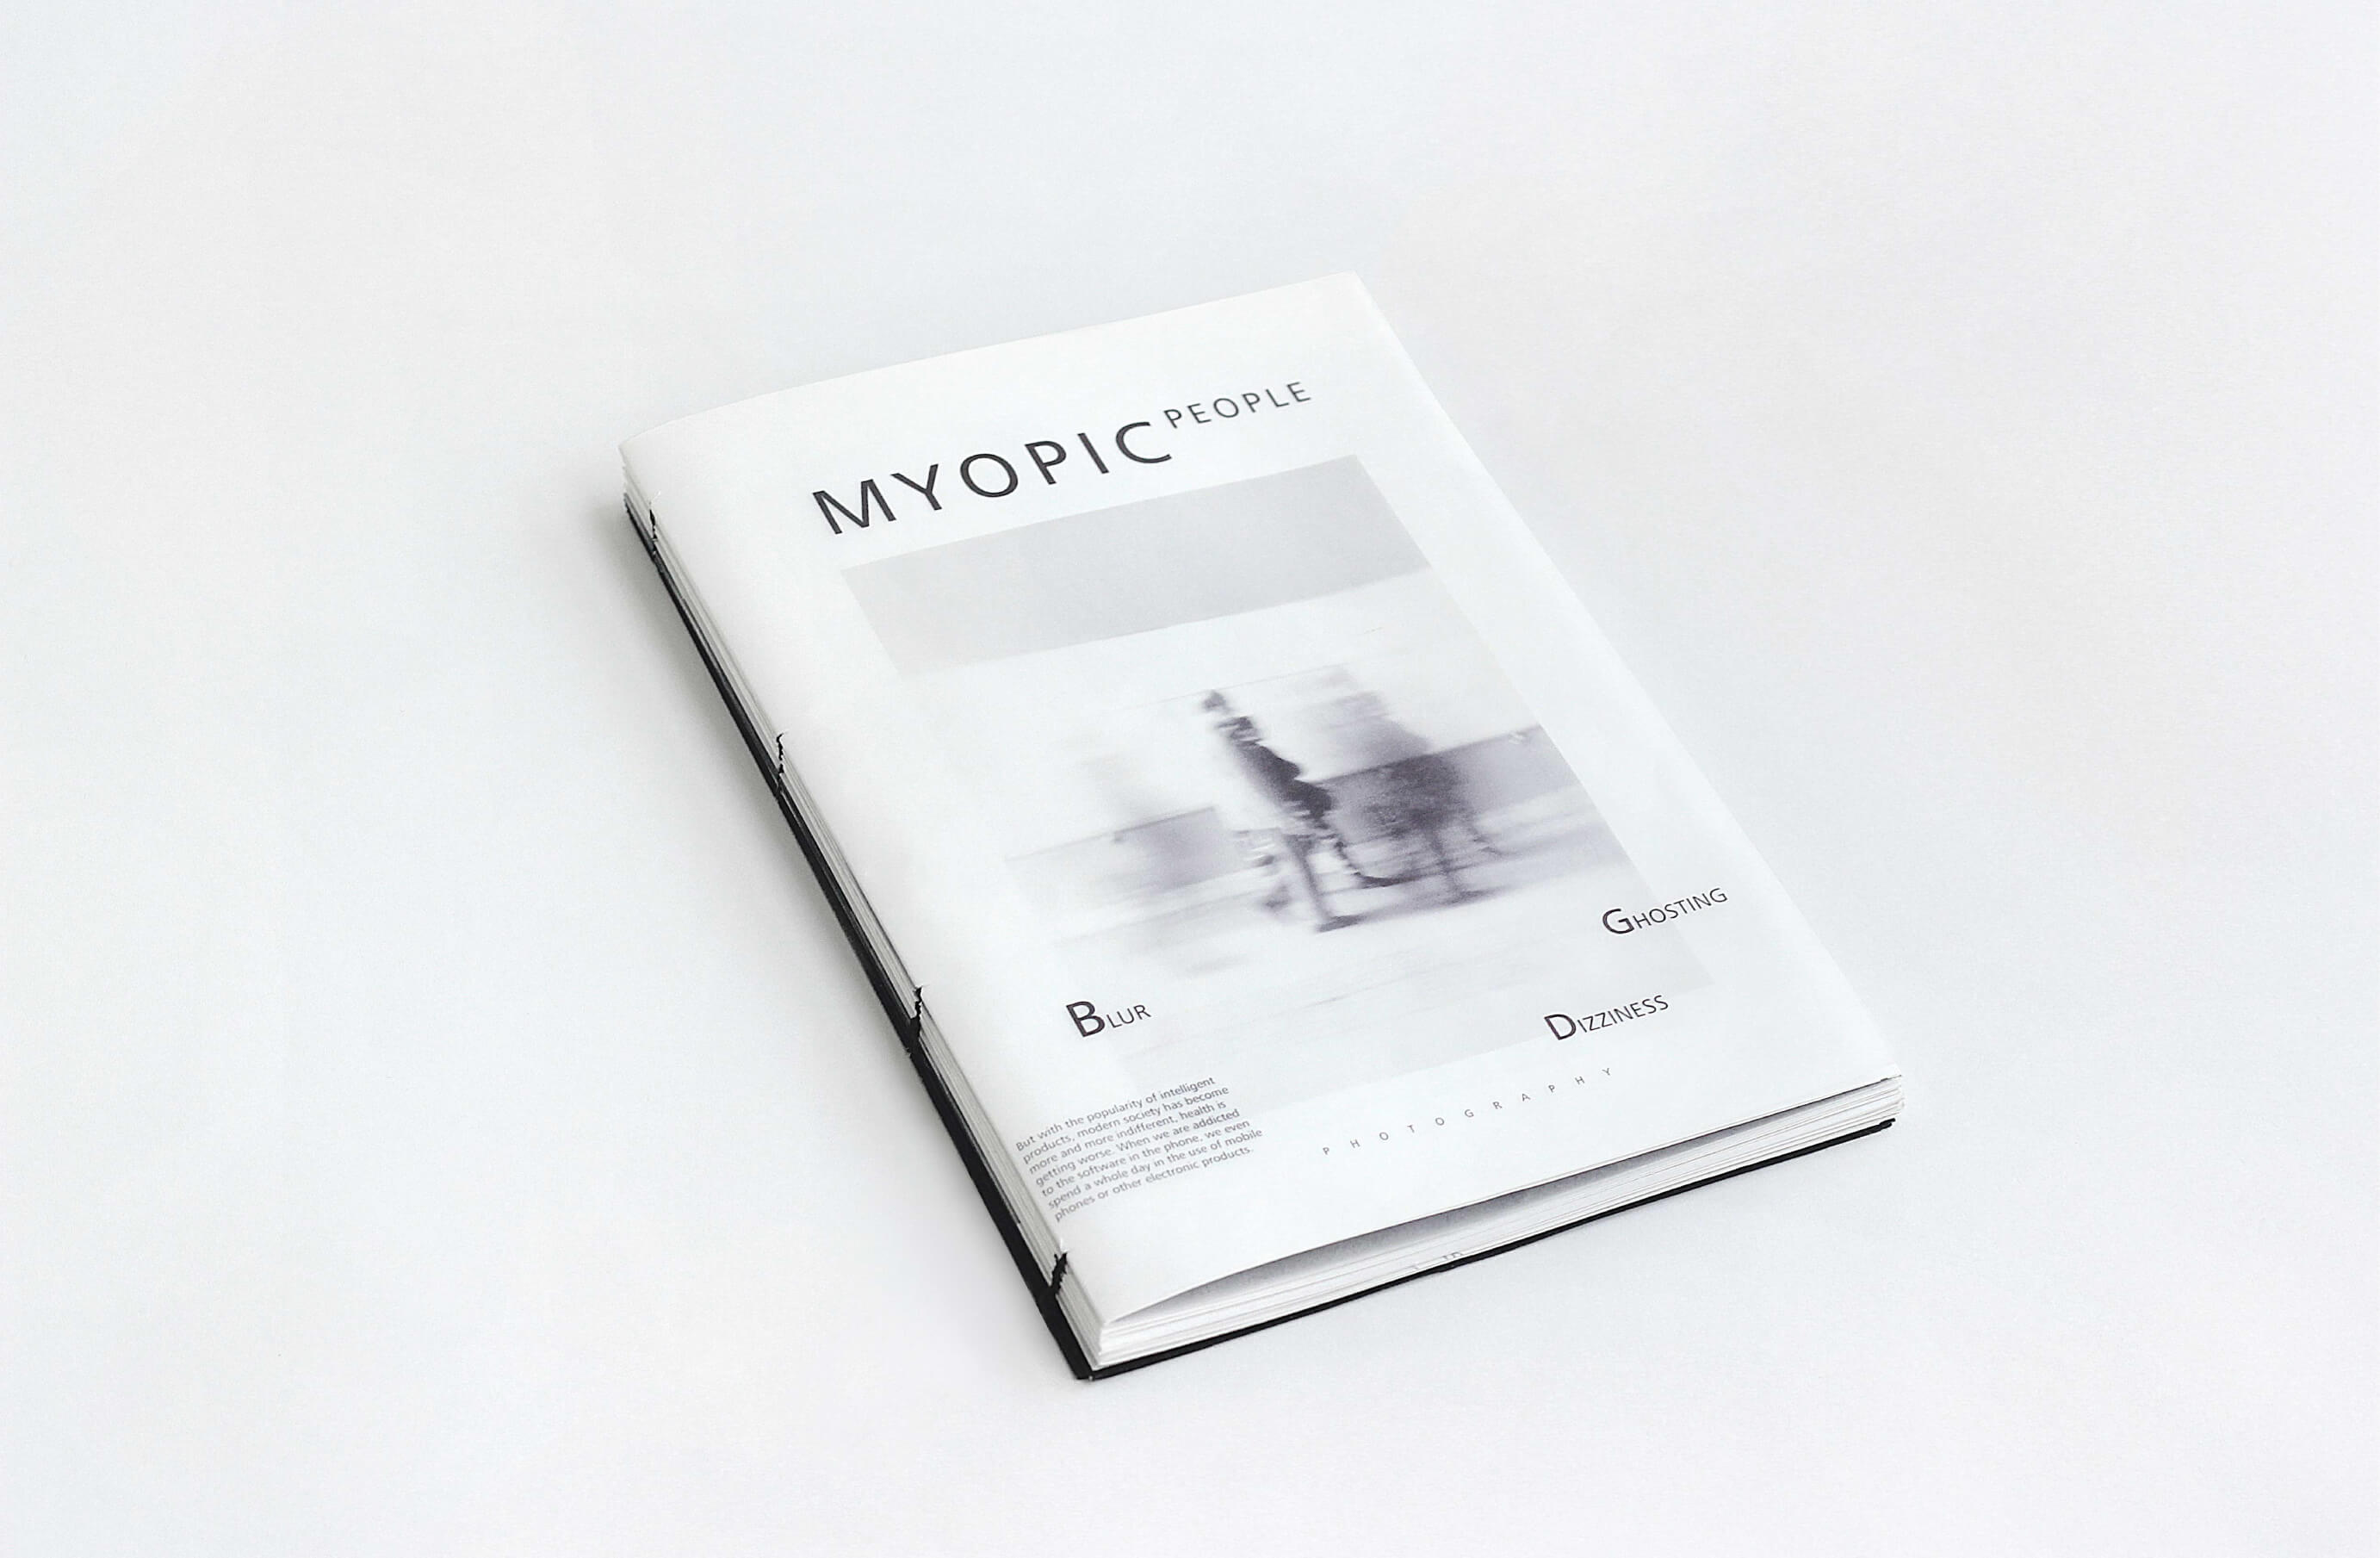 MYOPIC PEOPLE
GHOSTING
BLUR
DIZZINESS
But with the popularity of intelligent
products, modern society has become
more and more indifferent, health is
getting worse. When we are addicted
to the software in the phone, we even
spend a whole day in the use of mobile
phones or other electronic products.
PHOTOGRAPHY